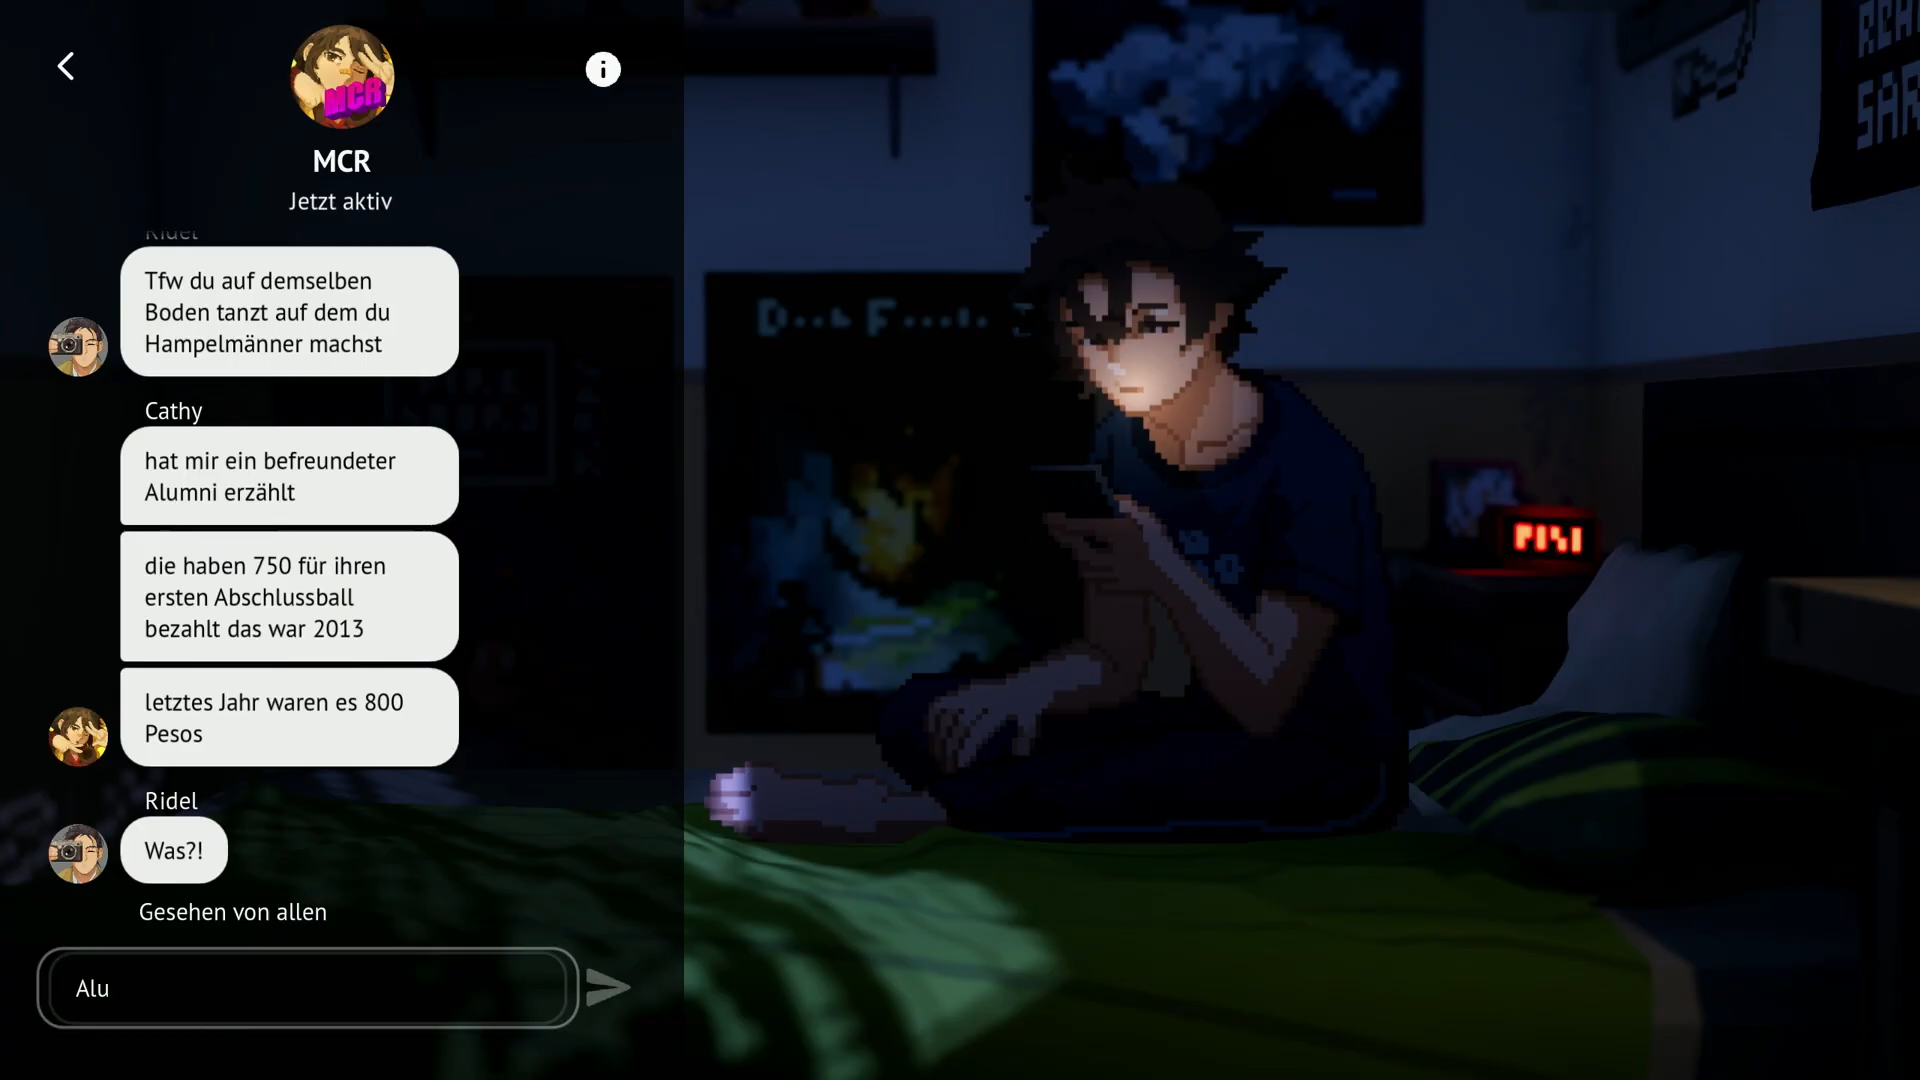 MCR
MCR
Jetzt aktiv
Ridel
Tfw du auf demselben
Boden tanzt auf dem du
Hampelmänner machst
Cathy
hat mir ein befreundeter
Alumni erzählt
die haben 750 für ihren
ersten Abschlussball
bezahlt das war 2013
letztes Jahr waren es 800
Pesos
Ridel
Was?!
Gesehen von allen
Alu